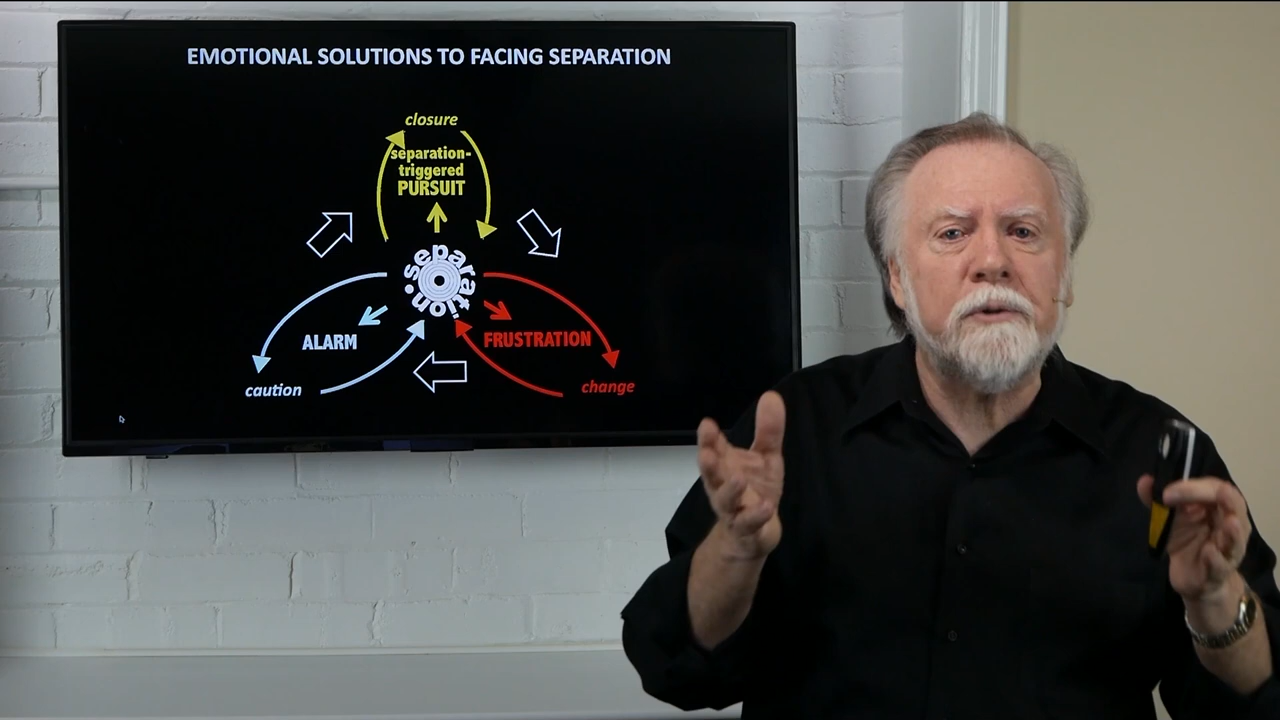 EMOTIONAL SOLUTIONS TO FACING SEPARATION
closure
separation-
triggered
PURSUIT
separation
ALARM
FRUSTRATION
caution
change